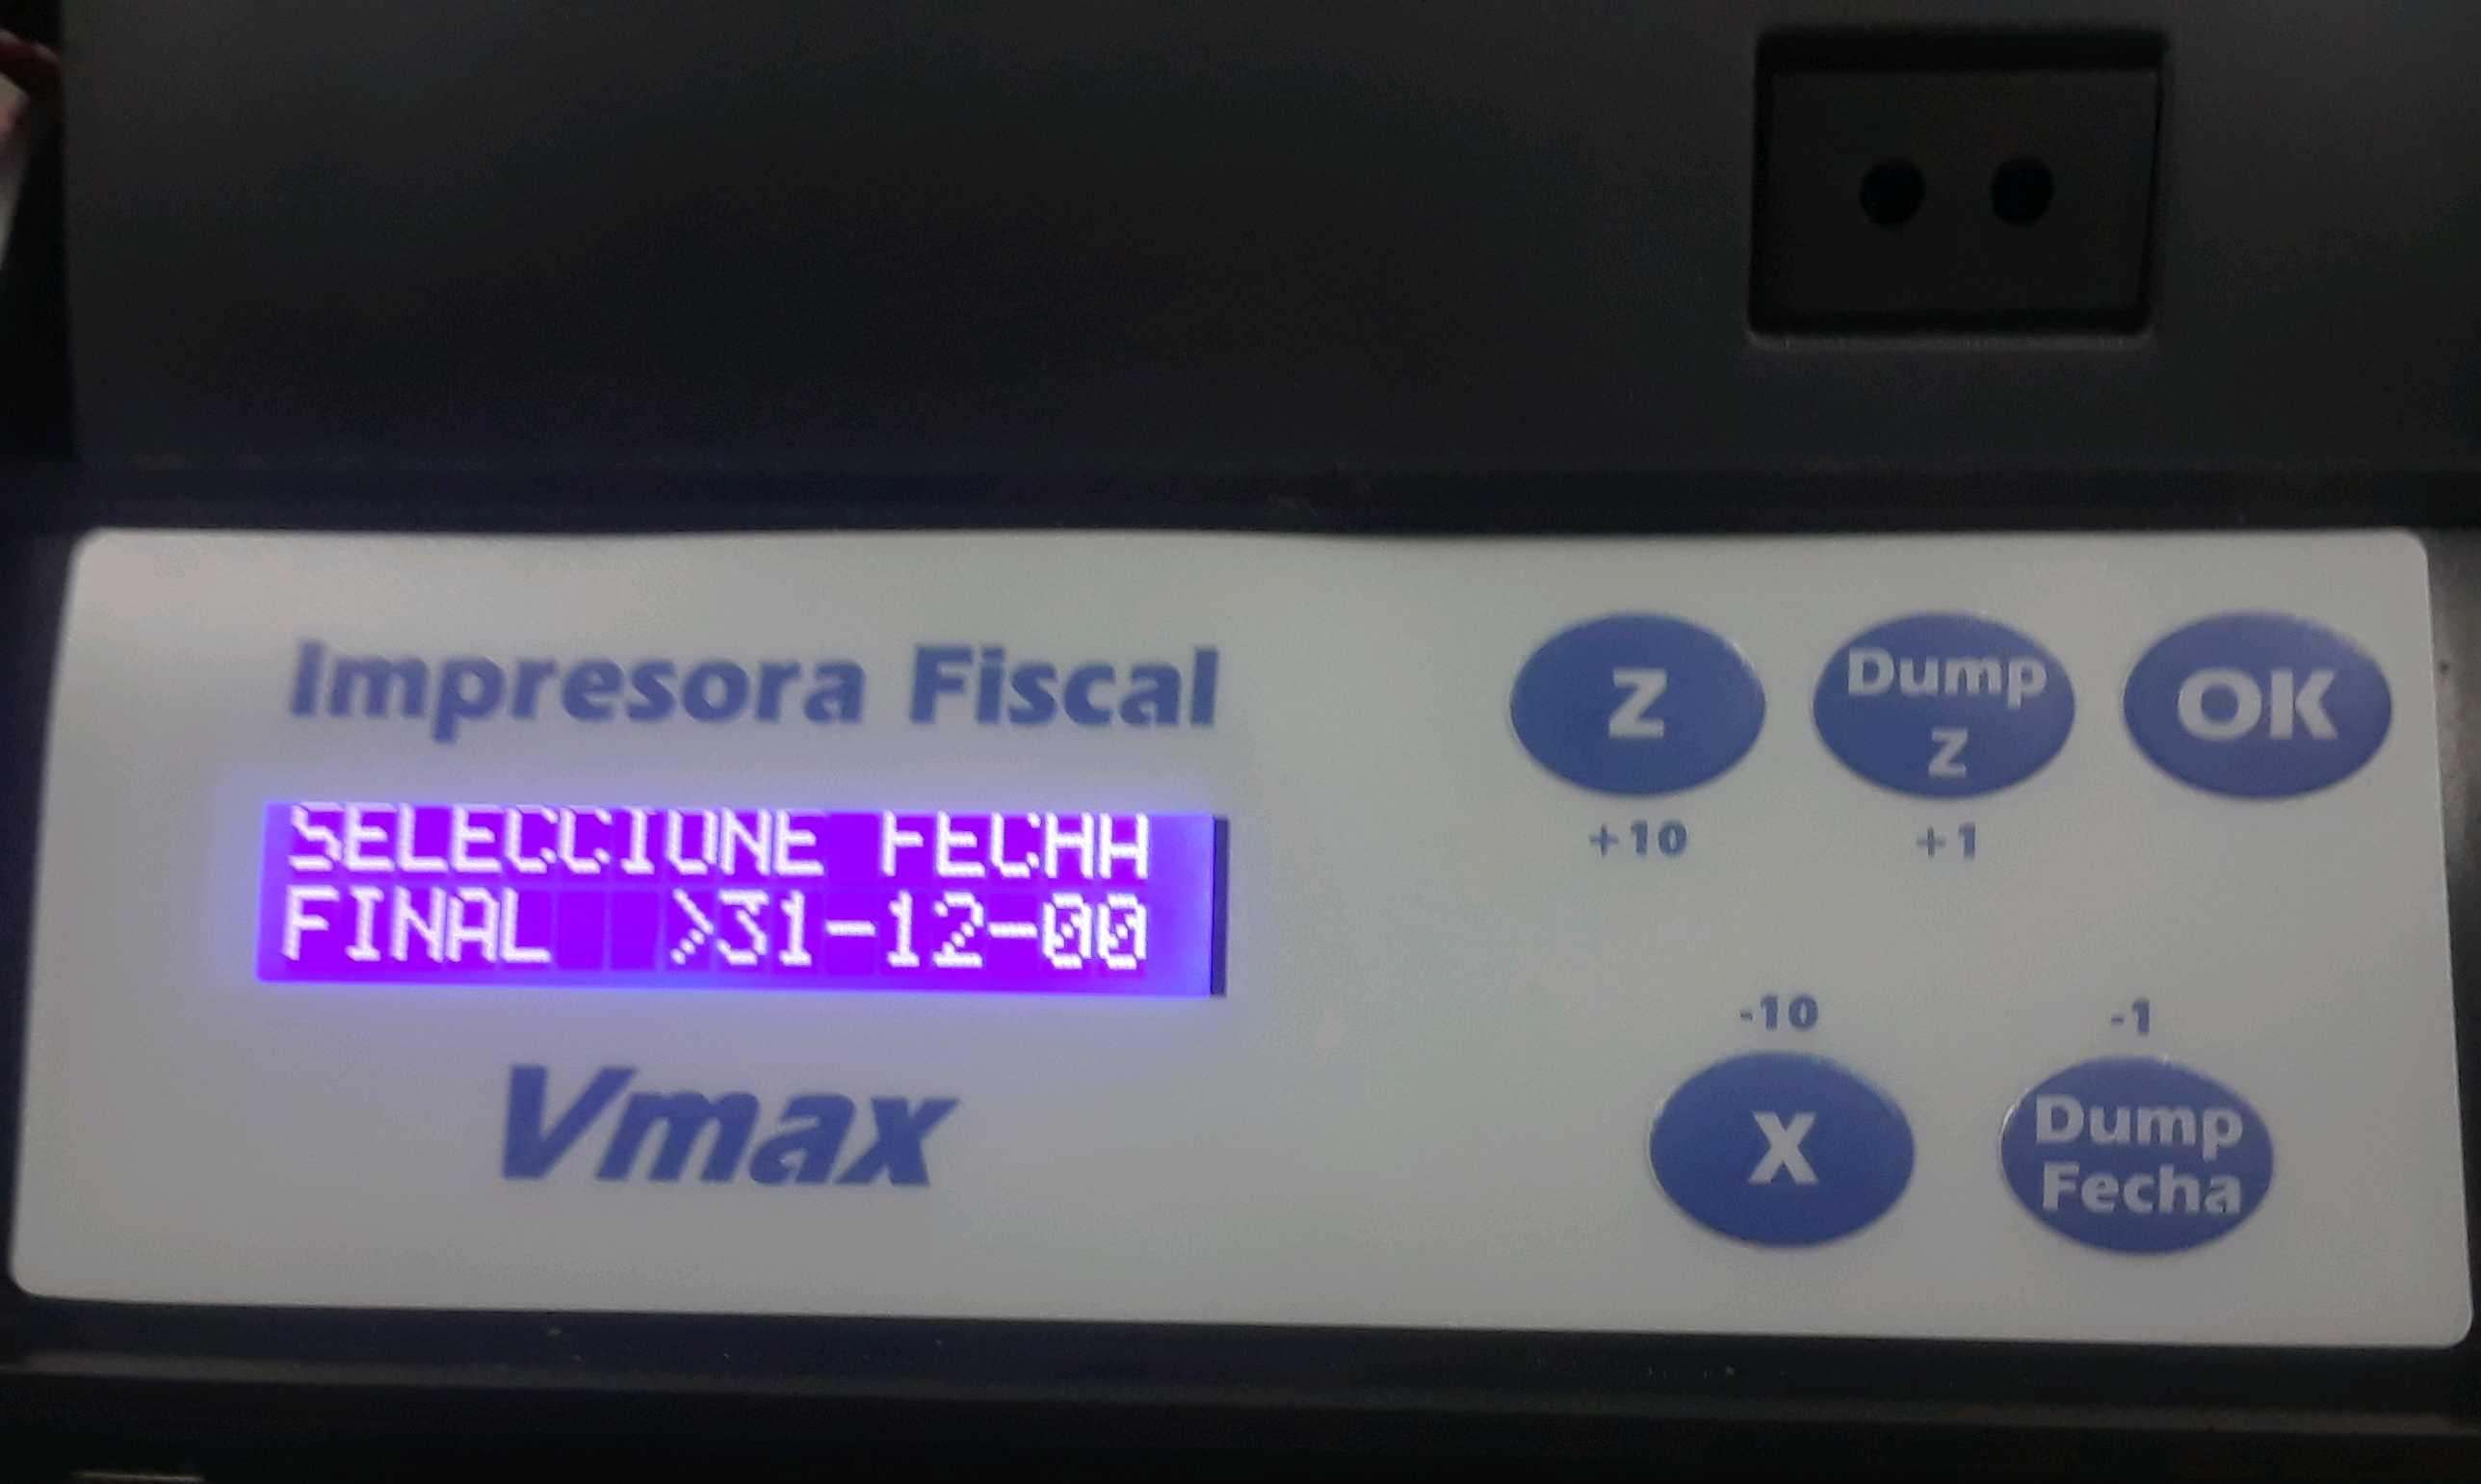 Impresora Fiscal
SELECCIONE FECHA
FINAL >31-12-00
Vmax
Z
Dump
Z
OK
+10
+1
-10
-1
X
Dump
Fecha